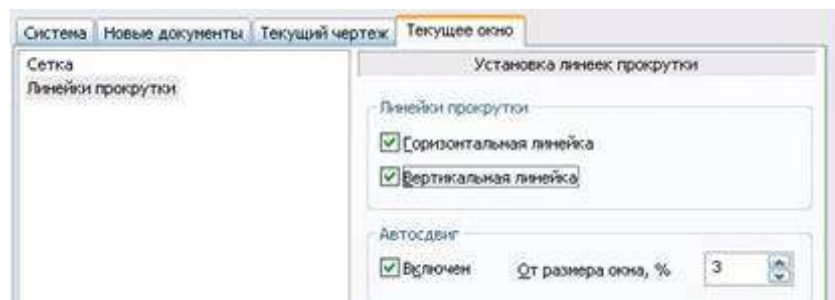 Система Новые документы Текущий чертеж Текущее окно
Сетка
Линейки прокрутки
Установка линеек прокрутки
Линейки прокрутки
Горизонтальная линейка
Вертикальная линейка
Автосдвиг
Включен От размера окна, % 3